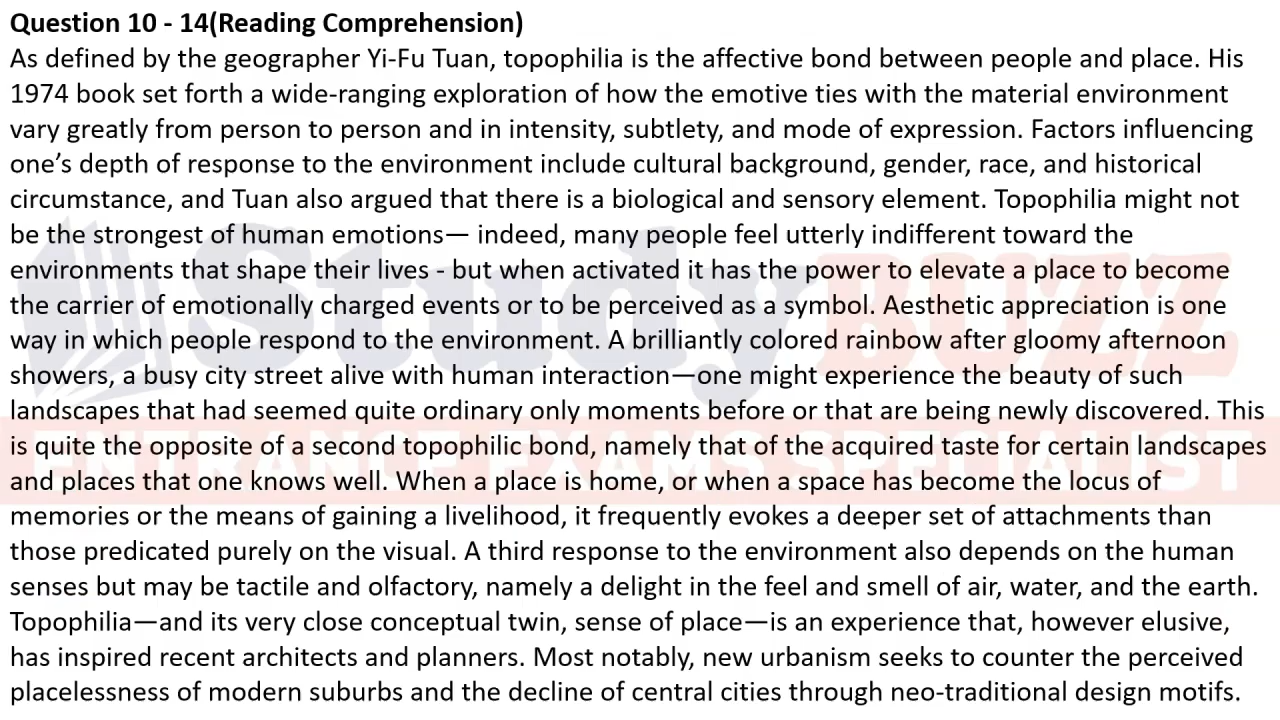 Question 10 - 14(Reading Comprehension)
As defined by the geographer Yi-Fu Tuan, topophilia is the affective bond between people and place. His
1974 book set forth a wide-ranging exploration of how the emotive ties with the material environment
vary greatly from person to person and in intensity, subtlety, and mode of expression. Factors influencing
one’s depth of response to the environment include cultural background, gender, race, and historical
circumstance, and Tuan also argued that there is a biological and sensory element. Topophilia might not
be the strongest of human emotions— indeed, many people feel utterly indifferent toward the
environments that shape their lives - but when activated it has the power to elevate a place to become
the carrier of emotionally charged events or to be perceived as a symbol. Aesthetic appreciation is one
way in which people respond to the environment. A brilliantly colored rainbow after gloomy afternoon
showers, a busy city street alive with human interaction—one might experience the beauty of such
landscapes that had seemed quite ordinary only moments before or that are being newly discovered. This
is quite the opposite of a second topophilic bond, namely that of the acquired taste for certain landscapes
and places that one knows well. When a place is home, or when a space has become the locus of
memories or the means of gaining a livelihood, it frequently evokes a deeper set of attachments than
those predicated purely on the visual. A third response to the environment also depends on the human
senses but may be tactile and olfactory, namely a delight in the feel and smell of air, water, and the earth.
Topophilia—and its very close conceptual twin, sense of place—is an experience that, however elusive,
has inspired recent architects and planners. Most notably, new urbanism seeks to counter the perceived
placelessness of modern suburbs and the decline of central cities through neo-traditional design motifs.
Study BUZZ
ENTRANCE EXAMS SPECIALIST